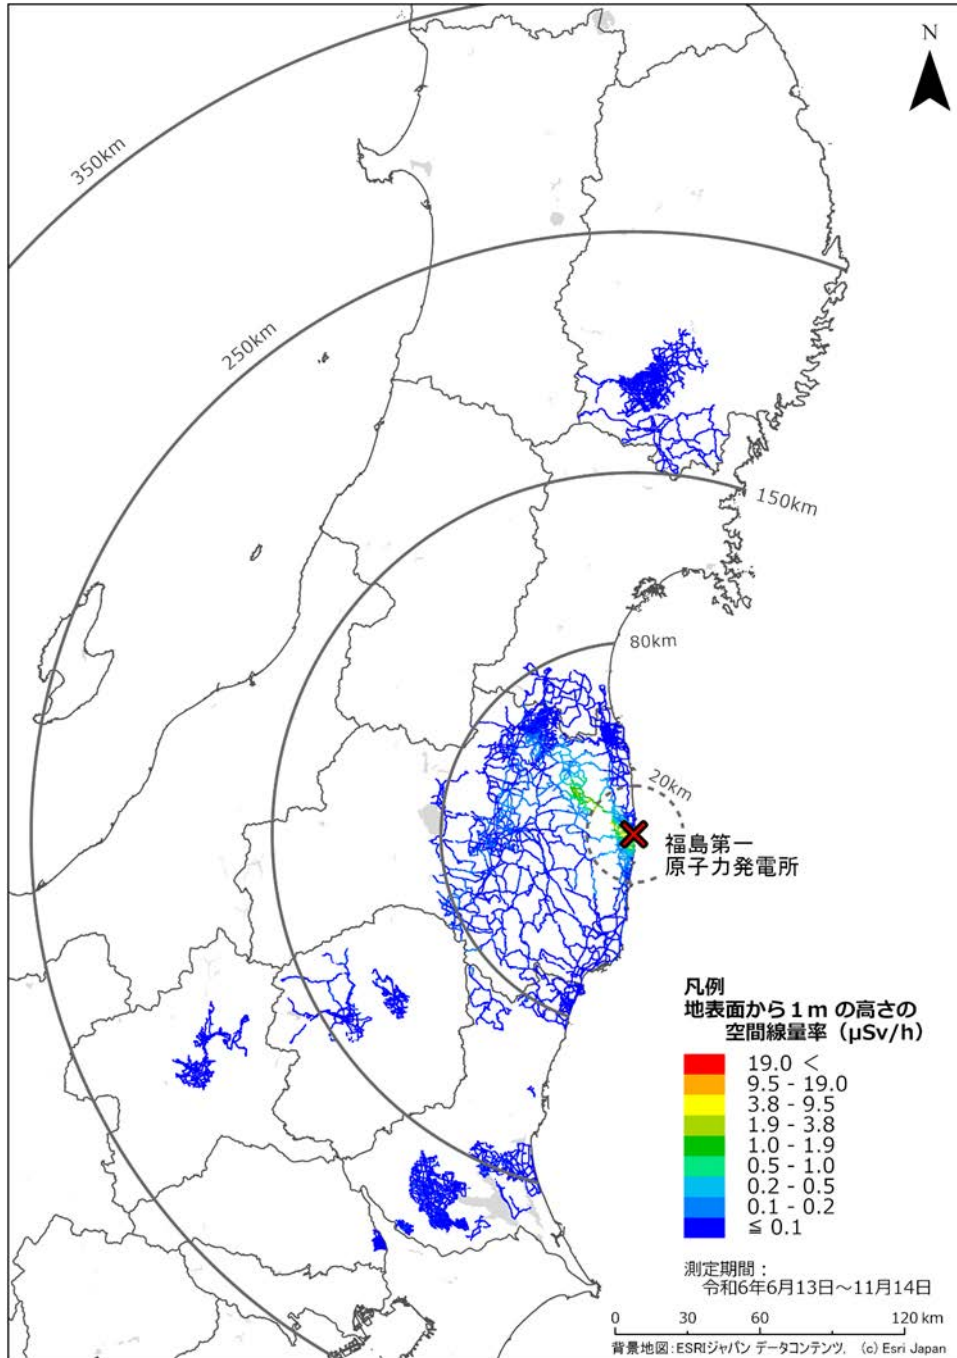 N
350km
250km
150km
80km
20km
福島第一
原子力発電所
凡例
地表面から1mの高さの
空間線量率（μSv/h）
19.0 <
9.5 - 19.0
3.8 - 9.5
1.9 - 3.8
1.0 - 1.9
0.5 - 1.0
0.2 - 0.5
0.1 - 0.2
≦ 0.1
測定期間：
令和6年6月13日～11月14日
0 30 60 120 km
背景地図：ESRIジャパン データコンテンツ, (c) Esri Japan